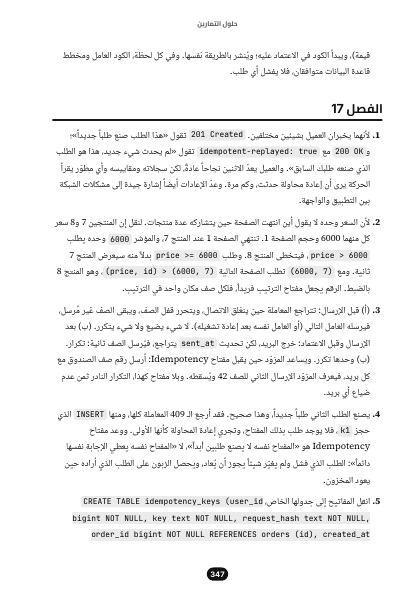 حلول التمارين
قيمة)، ويبدأ الكود في الاعتماد عليه؛ ويُنشر بالطريقة نفسها. وفي كل لحظة، الكود العامل ومخطط
قاعدة البيانات متوافقان، فلا يفشل أي طلب.
الفصل 17
1. لأنهما يخبران العميل بشيئين مختلفين. 201 Created تقول «هذا الطلب صنع طلباً جديداً»؛
و 200 OK مع idempotent-replayed: true تقول «لم يحدث شيء جديد، هذا هو الطلب
الذي صنعه طلبك السابق». والعميل يعدّ الاثنين نجاحاً عادةً، لكن سجلاته ومقاييسه وأي مطوّر يقرأ
الحركة يرى أن إعادة محاولة حدثت، وكم مرة. وعدّ الإعادات أيضاً إشارة جيدة إلى مشكلات الشبكة
بين التطبيق والواجهة.
2. لأن السعر وحده لا يقول أين انتهت الصفحة حين يتشاركه عدة منتجات. لنقل إن المنتجين 7 و8 سعر
كل منهما 6000 وحجم الصفحة 1. تنتهي الصفحة 1 عند المنتج 7، والمؤشر 6000 وحده يطلب
price > 6000 ، فيتخطى المنتج 8. وطلب price >= 6000 بدلاً منه سيعرض المنتج 7
ثانية. ومع (6000, 7) تطلب الصفحة التالية (price, id) > (6000, 7) ، وهو المنتج 8
بالضبط. الرقم يجعل مفتاح الترتيب فريداً، فلكل صف مكان واحد في الترتيب.
3. (أ) قبل الإرسال: تتراجع المعاملة حين ينغلق الاتصال، ويتحرر قفل الصف، ويبقى الصف غير مُرسل،
فيرسله العامل التالي (أو العامل نفسه بعد إعادة تشغيله). لا شيء يضيع ولا شيء يتكرر. (ب) بعد
الإرسال وقبل الاعتماد: خرج البريد، لكن تحديث sent_at يتراجع، فيُرسل الصف ثانية: تكرار.
(ب) وحدها تكرر. ويساعد المزوّد حين يقبل مفتاح Idempotency: أرسل رقم صف الصندوق مع
كل بريد، فيعرف المزوّد الإرسال الثاني للصف 42 ويُسقطه. وبلا مفتاح كهذا، التكرار النادر ثمن عدم
ضياع أي بريد.
4. يصنع الطلب الثاني طلباً جديداً، وهذا صحيح. فقد أرجع الـ 409 المعاملة كلها، ومنها INSERT الذي
حجز k1 ، فلا يوجد طلب بذلك المفتاح، وتجري إعادة المحاولة كأنها الأولى. ووعد مفتاح
Idempotency هو «المفتاح نفسه لا يصنع طلبين أبداً»، لا «المفتاح نفسه يعطي الإجابة نفسها
دائماً»: الطلب الذي فشل ولم يغيّر شيئاً يجوز أن يُعاد، ويحصل الزبون على الطلب الذي أراده حين
يعود المخزون.
5. انقل المفاتيح إلى جدولها الخاص، CREATE TABLE idempotency_keys (user_id
bigint NOT NULL, key text NOT NULL, request_hash text NOT NULL,
order_id bigint NOT NULL REFERENCES orders (id), created_at
347